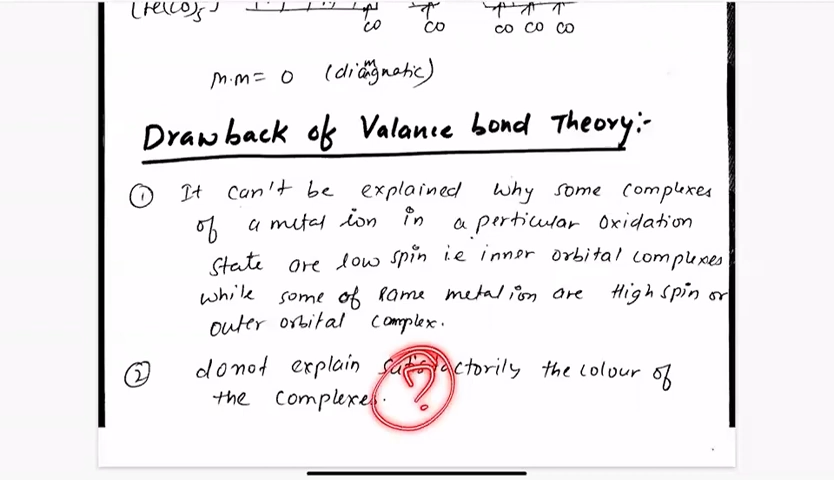 [Fe(CO)5]
CO CO CO CO CO
m.m = 0 (diamagnatic)
Drawback of Valance bond Theory:-
① It can't be explained why some complexes
of a metal ion in a perticular oxidation
state are low spin i.e inner orbital complexes
while some of same metal ion are High spin or
outer orbital complex.
② donot explain satisfactorily the colour of
the complexes.
?